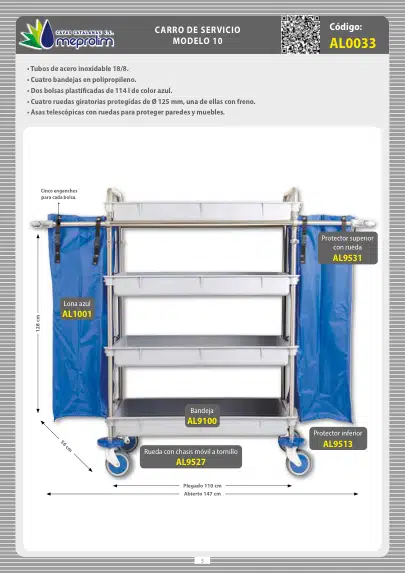 CAYAS CATALANAS S.L.
meprolim
CARRO DE SERVICIO
MODELO 10
Código:
AL0033
• Tubos de acero inoxidable 18/8.
• Cuatro bandejas en polipropileno.
• Dos bolsas plastificadas de 114 l de color azul.
• Cuatro ruedas giratorias protegidas de Ø 125 mm, una de ellas con freno.
• Asas telescópicas con ruedas para proteger paredes y muebles.
Cinco enganches
para cada bolsa.
Protector superior
con rueda
AL9531
Lona azul
AL1001
128 cm
Bandeja
AL9100
Protector inferior
AL9513
54 cm
Rueda con chasis móvil a tornillo
AL9527
Plegado 110 cm
Abierto 147 cm
5